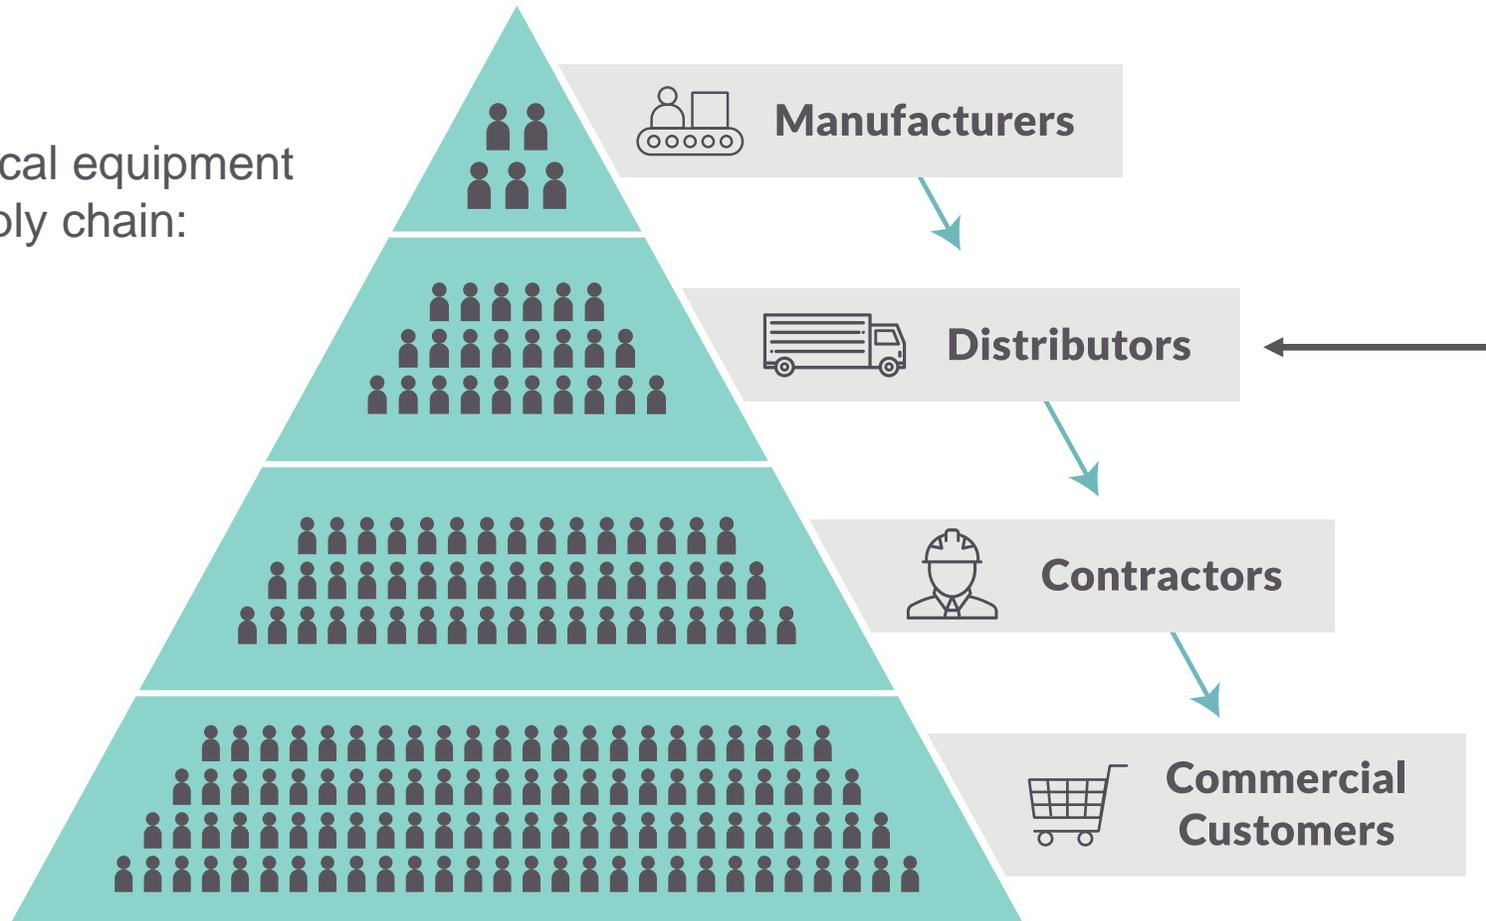 cal equipment
ply chain:
Manufacturers
Distributors
Contractors
Commercial
Customers